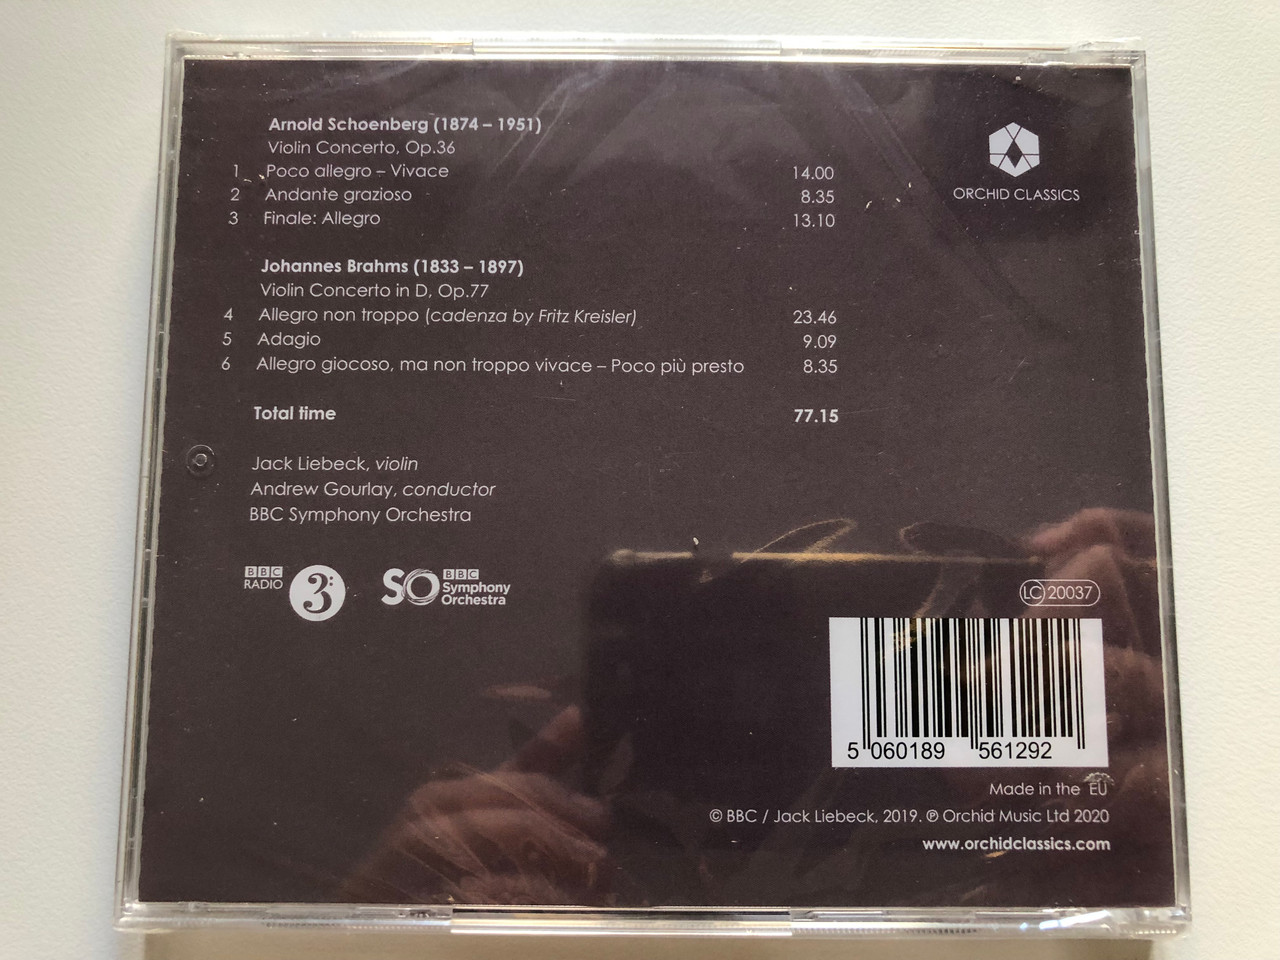 Arnold Schoenberg (1874 – 1951)
Violin Concerto, Op.36
1 Poco allegro – Vivace 14.00
2 Andante grazioso 8.35
3 Finale: Allegro 13.10
ORCHID CLASSICS
Johannes Brahms (1833 – 1897)
Violin Concerto in D, Op.77
4 Allegro non troppo (cadenza by Fritz Kreisler) 23.46
5 Adagio 9.09
6 Allegro giocoso, ma non troppo vivace – Poco più presto 8.35
Total time 77.15
Jack Liebeck, violin
Andrew Gourlay, conductor
BBC Symphony Orchestra
BBC
RADIO 3
SO BBC
Symphony
Orchestra
LC 20037
5 060189 561292
Made in the EU
© BBC / Jack Liebeck, 2019. ℗ Orchid Music Ltd 2020
www.orchidclassics.com